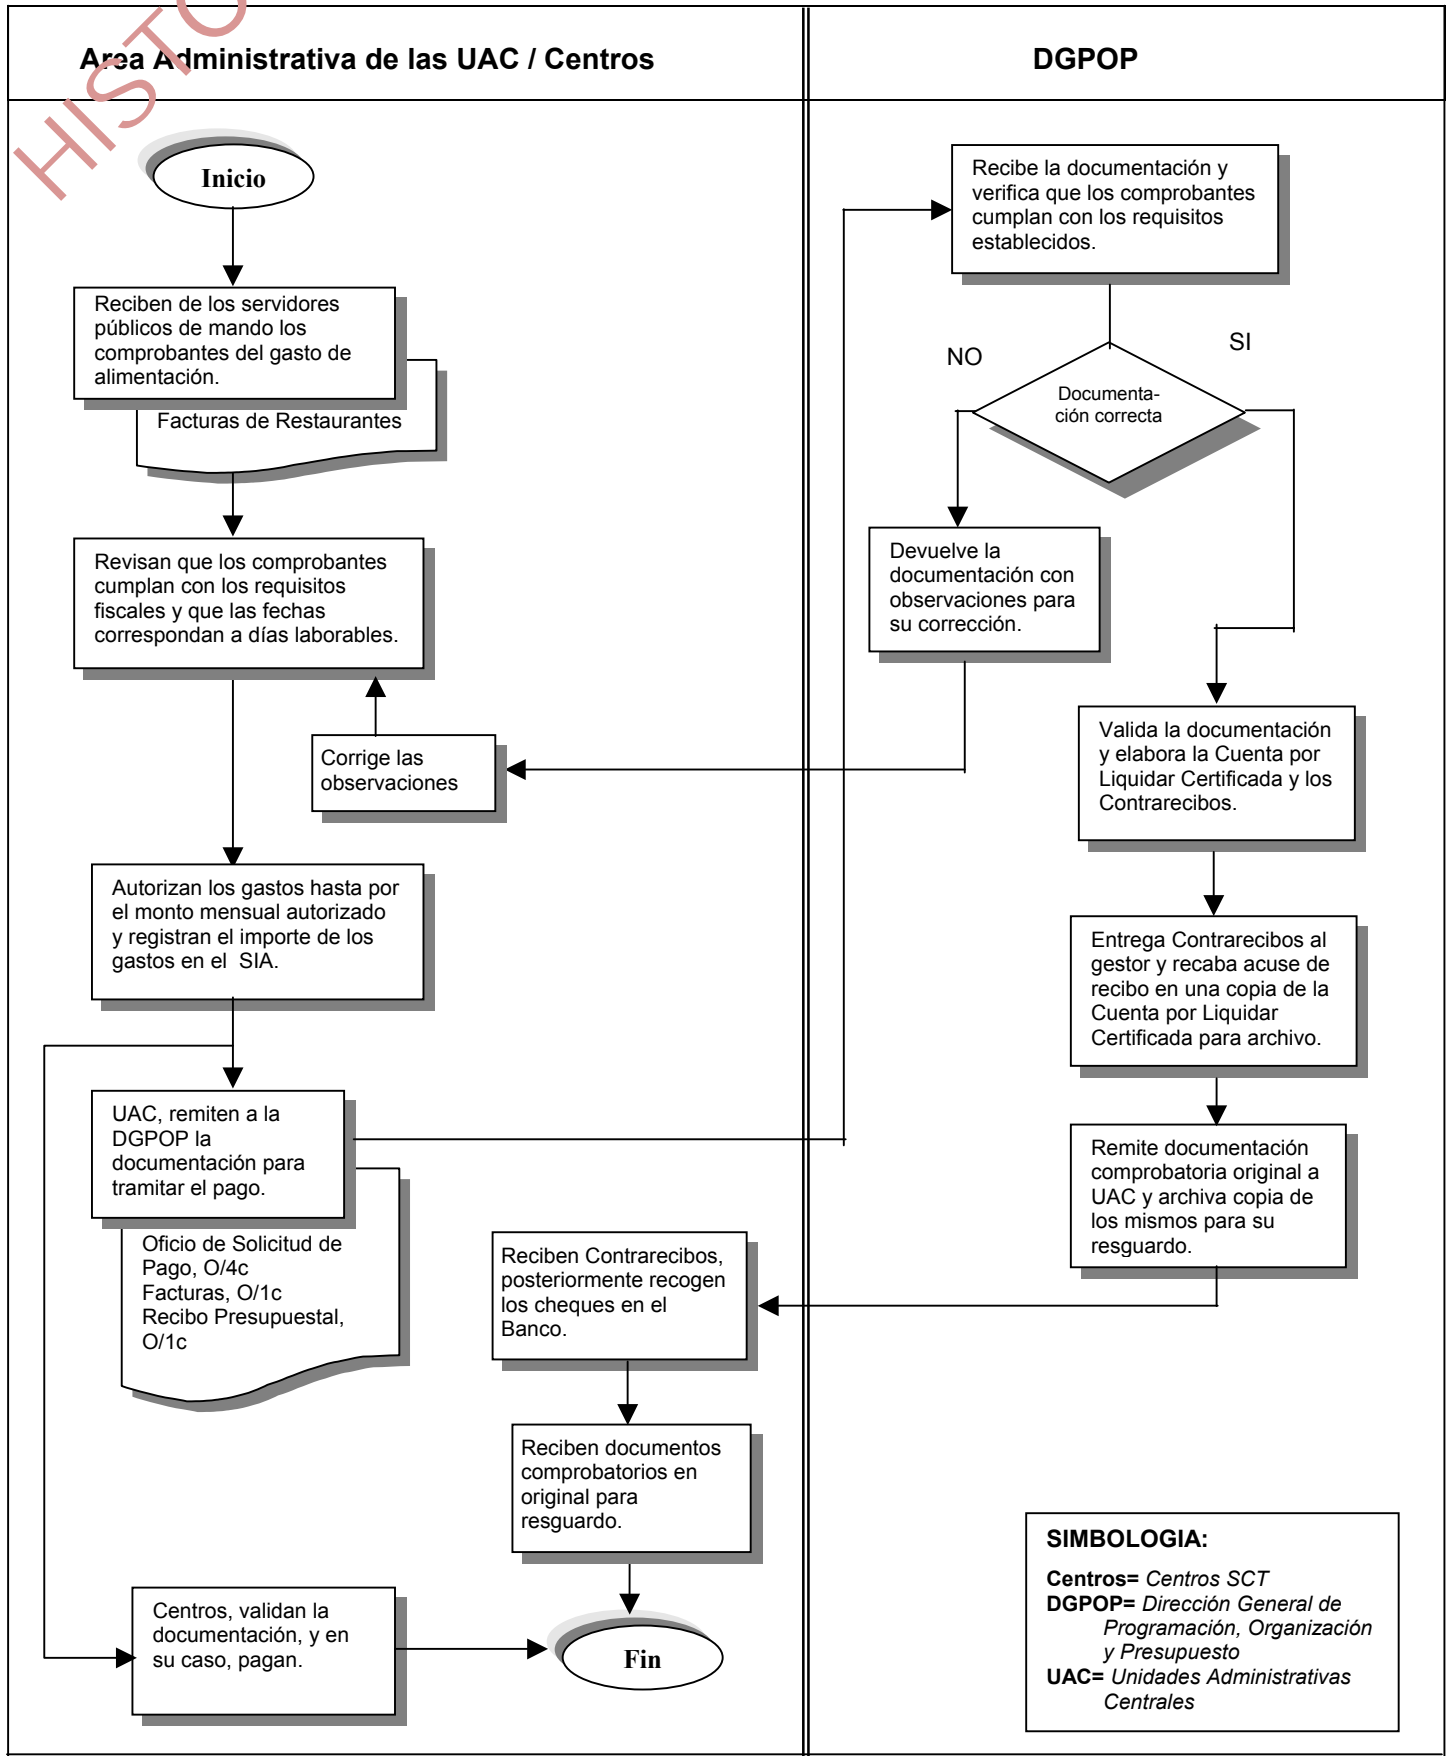 HISTO
Area Administrativa de las UAC / Centros
DGPOP
Inicio
Reciben de los servidores
públicos de mando los
comprobantes del gasto de
alimentación.
Facturas de Restaurantes
Revisan que los comprobantes
cumplan con los requisitos
fiscales y que las fechas
correspondan a días laborables.
Corrige las
observaciones
Autorizan los gastos hasta por
el monto mensual autorizado
y registran el importe de los
gastos en el SIA.
UAC, remiten a la
DGPOP la
documentación para
tramitar el pago.
Oficio de Solicitud de
Pago, O/4c
Facturas, O/1c
Recibo Presupuestal,
O/1c
Recibe la documentación y
verifica que los comprobantes
cumplan con los requisitos
establecidos.
NO
SI
Documenta-
ción correcta
Devuelve la
documentación con
observaciones para
su corrección.
Valida la documentación
y elabora la Cuenta por
Liquidar Certificada y los
Contrarecibos.
Entrega Contrarecibos al
gestor y recaba acuse de
recibo en una copia de la
Cuenta por Liquidar
Certificada para archivo.
Remite documentación
comprobatoria original a
UAC y archiva copia de
los mismos para su
resguardo.
Reciben Contrarecibos,
posteriormente recogen
los cheques en el
Banco.
Reciben documentos
comprobatorios en
original para
resguardo.
Centros, validan la
documentación, y en
su caso, pagan.
Fin
SIMBOLOGIA:
Centros= Centros SCT
DGPOP= Dirección General de
Programación, Organización
y Presupuesto
UAC= Unidades Administrativas
Centrales